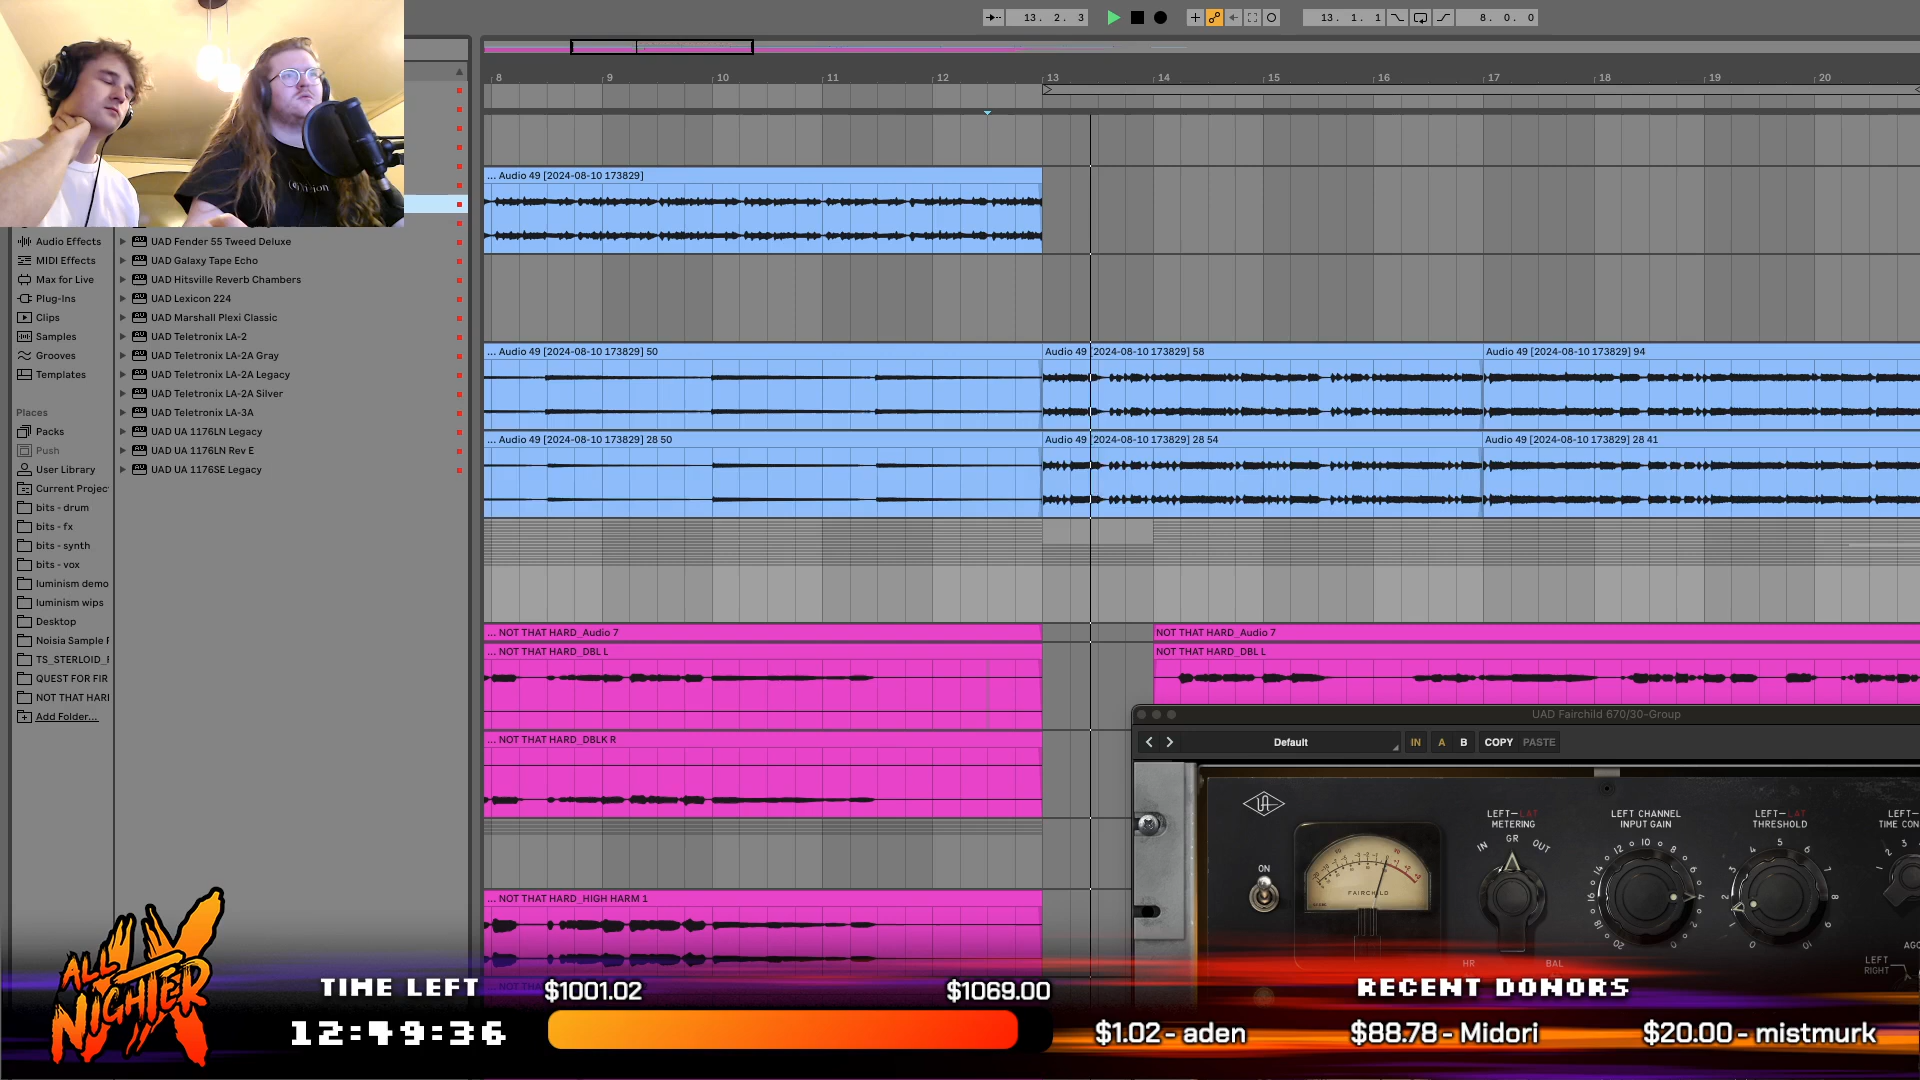 13. 2. 3
13. 1. 1
8. 0. 0
8 9 10 11 12 13 14 15 16 17 18 19 20
... Audio 49 [2024-08-10 173829]
Audio Effects
MIDI Effects
Max for Live
Plug-Ins
Clips
Samples
Grooves
Templates
Places
Packs
Push
User Library
Current Projec
bits - drum
bits - fx
bits - synth
bits - vox
luminism demo
luminism wips
Desktop
Noisia Sample F
TS_STERLOID_F
QUEST FOR FIR
NOT THAT HARI
Add Folder...
UAD Fender 55 Tweed Deluxe
UAD Galaxy Tape Echo
UAD Hitsville Reverb Chambers
UAD Lexicon 224
UAD Marshall Plexi Classic
UAD Teletronix LA-2
UAD Teletronix LA-2A Gray
UAD Teletronix LA-2A Legacy
UAD Teletronix LA-2A Silver
UAD Teletronix LA-3A
UAD UA 1176LN Legacy
UAD UA 1176LN Rev E
UAD UA 1176SE Legacy
... Audio 49 [2024-08-10 173829] 50
Audio 49 [2024-08-10 173829] 58
Audio 49 [2024-08-10 173829] 94
... Audio 49 [2024-08-10 173829] 28 50
Audio 49 [2024-08-10 173829] 28 54
Audio 49 [2024-08-10 173829] 28 41
... NOT THAT HARD_Audio 7
NOT THAT HARD_Audio 7
... NOT THAT HARD_DBL L
NOT THAT HARD_DBL L
... NOT THAT HARD_DBLK R
... NOT THAT HARD_HIGH HARM 1
UAD Fairchild 670/30-Group
Default
IN A B COPY PASTE
UA
ON
FAIRCHILD
LEFT-LAT
METERING
IN GR OUT
HR BAL
LEFT CHANNEL
INPUT GAIN
LEFT-LAT
THRESHOLD
LEFT-
TIME CON
AGC
LEFT
RIGHT
ALL
NIGHTER
TIME LEFT
12:49:36
$1001.02
$1069.00
RECENT DONORS
$1.02 - aden
$88.78 - Midori
$20.00 - mistmurk